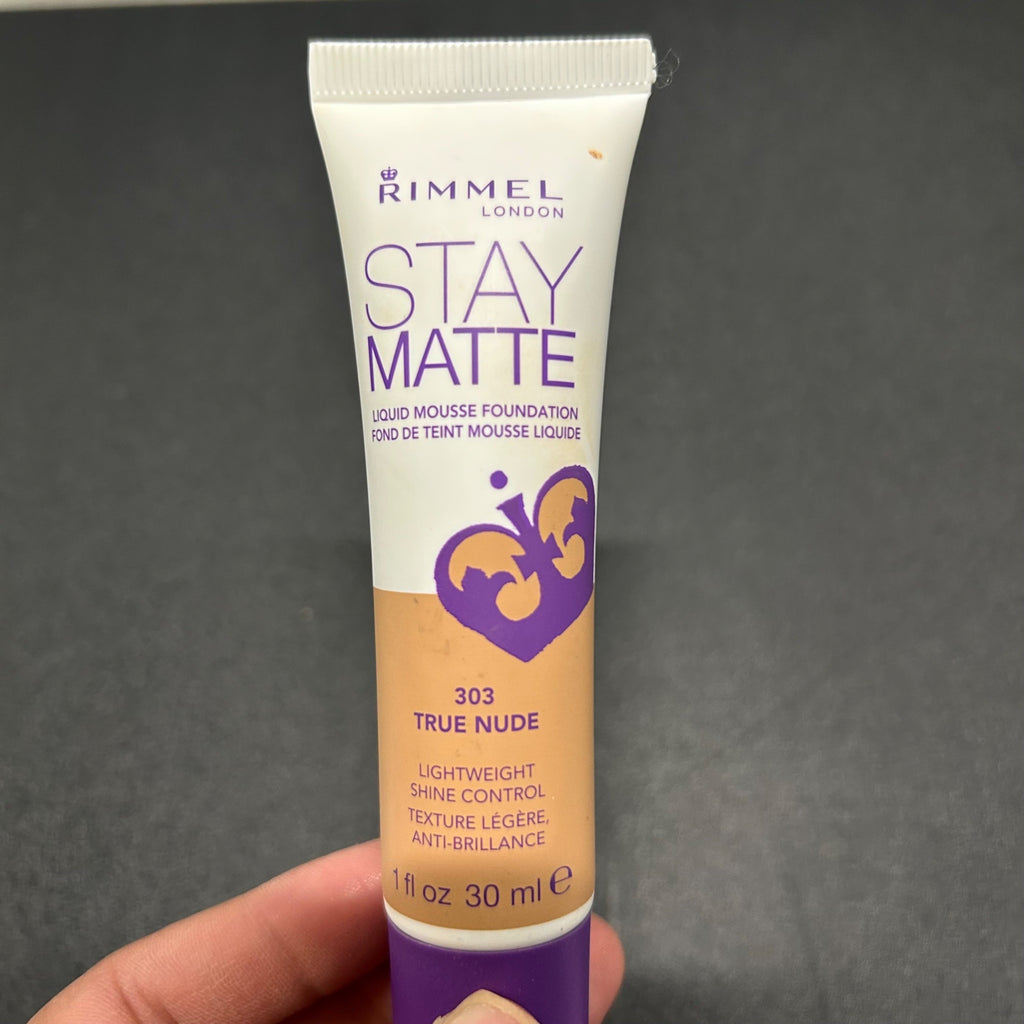 RIMMEL
LONDON
STAY
MATTE
LIQUID MOUSSE FOUNDATION
FOND DE TEINT MOUSSE LIQUIDE
303
TRUE NUDE
LIGHTWEIGHT
SHINE CONTROL
TEXTURE LÉGÈRE,
ANTI-BRILLANCE
1 fl oz 30 ml ℮